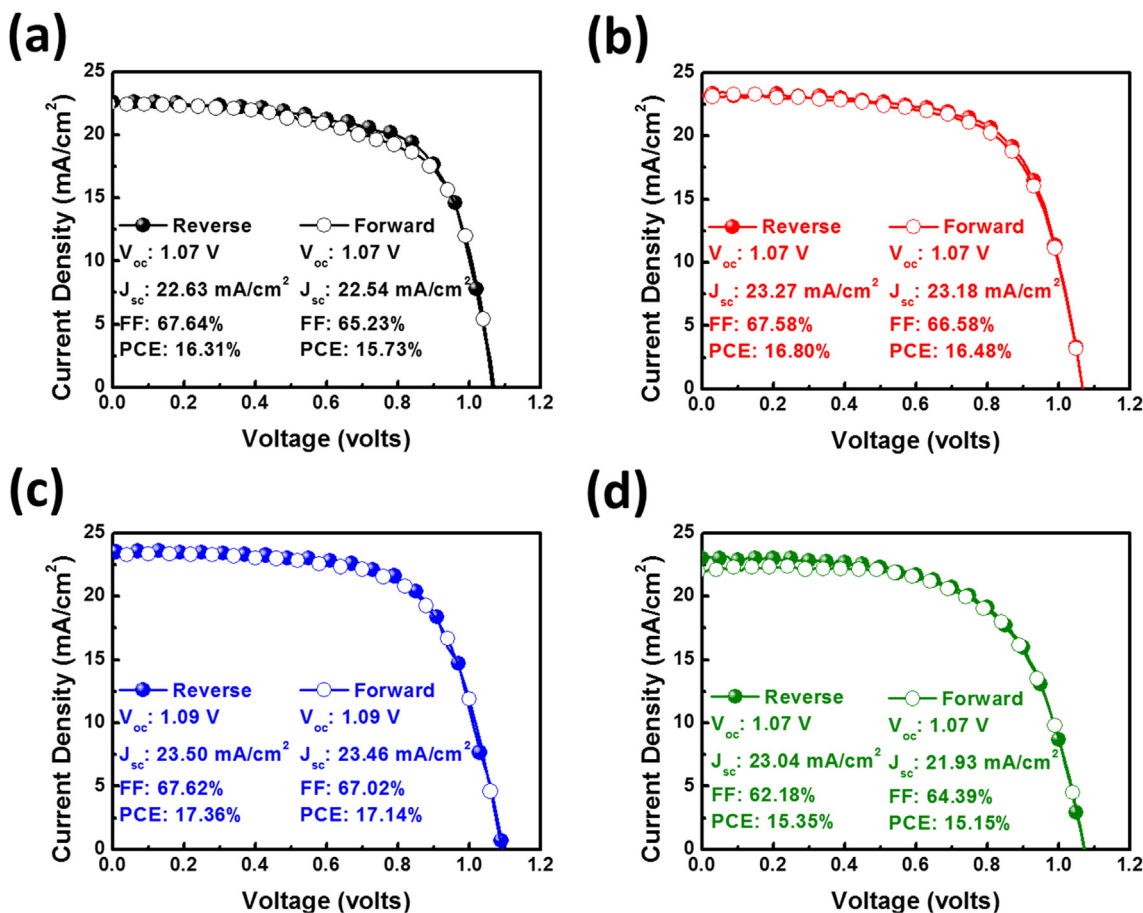 (a)
25
20
15
10
5
0
Current Density (mA/cm²)
Reverse Forward
Voc: 1.07 V Voc: 1.07 V
Jsc: 22.63 mA/cm² Jsc: 22.54 mA/cm²
FF: 67.64% FF: 65.23%
PCE: 16.31% PCE: 15.73%
0.0 0.2 0.4 0.6 0.8 1.0 1.2
Voltage (volts)
(b)
25
20
15
10
5
0
Current Density (mA/cm²)
Reverse Forward
Voc: 1.07 V Voc: 1.07 V
Jsc: 23.27 mA/cm² Jsc: 23.18 mA/cm²
FF: 67.58% FF: 66.58%
PCE: 16.80% PCE: 16.48%
0.0 0.2 0.4 0.6 0.8 1.0 1.2
Voltage (volts)
(c)
25
20
15
10
5
0
Current Density (mA/cm²)
Reverse Forward
Voc: 1.09 V Voc: 1.09 V
Jsc: 23.50 mA/cm² Jsc: 23.46 mA/cm²
FF: 67.62% FF: 67.02%
PCE: 17.36% PCE: 17.14%
0.0 0.2 0.4 0.6 0.8 1.0 1.2
Voltage (volts)
(d)
25
20
15
10
5
0
Current Density (mA/cm²)
Reverse Forward
Voc: 1.07 V Voc: 1.07 V
Jsc: 23.04 mA/cm² Jsc: 21.93 mA/cm²
FF: 62.18% FF: 64.39%
PCE: 15.35% PCE: 15.15%
0.0 0.2 0.4 0.6 0.8 1.0 1.2
Voltage (volts)